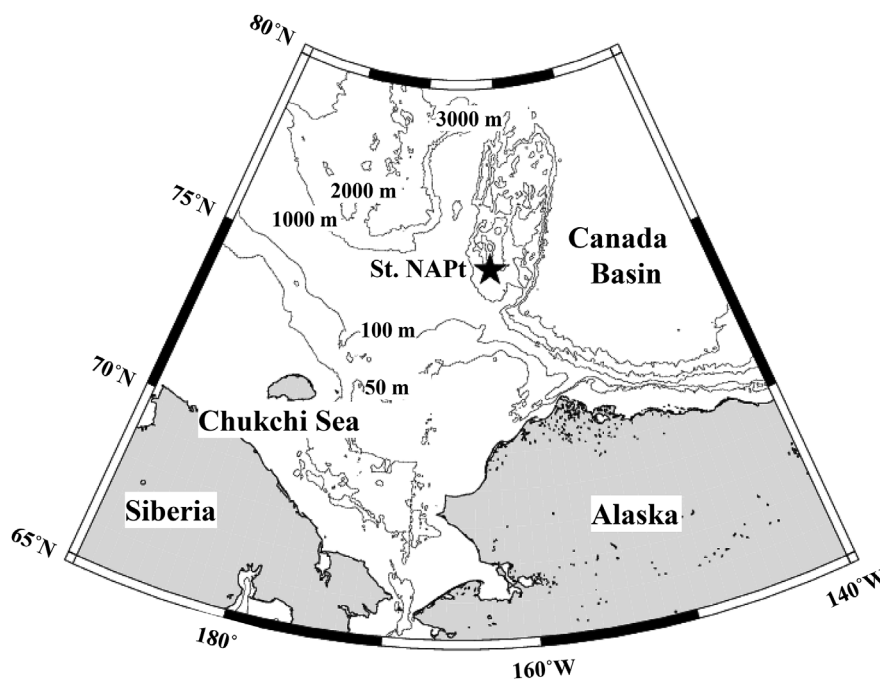 80°N
3000 m
2000 m
75°N
1000 m
Canada
Basin
St. NAPt
100 m
70°N
50 m
Chukchi Sea
Siberia
Alaska
65°N
140°W
180°
160°W